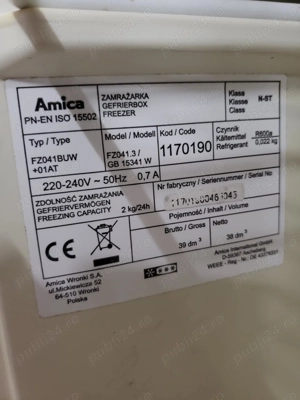 Amica
PN-EN ISO 15502
ZAMRAŻARKA
GEFRIERBOX
FREEZER
Klasa
Klasse
Class
N-ST
Typ / Type
FZ041BUW
+01AT
Model / Modell
FZ041.3 /
GB 15341 W
Kod / Code
1170190
Czynnik
Kältemittel
Refrigerant
R600a
0,022 kg
220-240V ~ 50Hz 0,7 A
ZDOLNOŚĆ ZAMRAŻANIA
GEFRIERVERMÖGEN
FREEZING CAPACITY
2 kg/24h
Nr fabryczny / Seriennummer / Serial No
Pojemność / Inhalt / Volume
Brutto / Gross
39 dm³
Netto
38 dm³
CE
Amica Wronki S.A.
ul.Mickiewicza 52
64-510 Wronki
Polska
Amica International GmbH
D-59387 Ascheberg